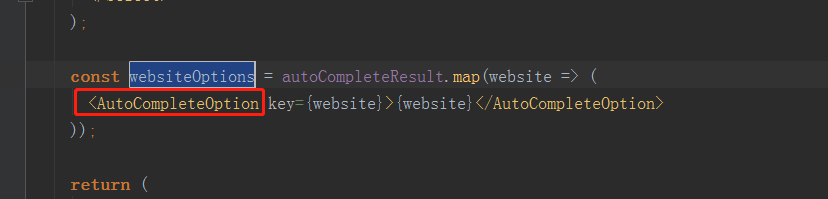 );
const websiteOptions = autoCompleteResult.map(website => (
<AutoCompleteOption key={website}>{website}</AutoCompleteOption>
));
return (